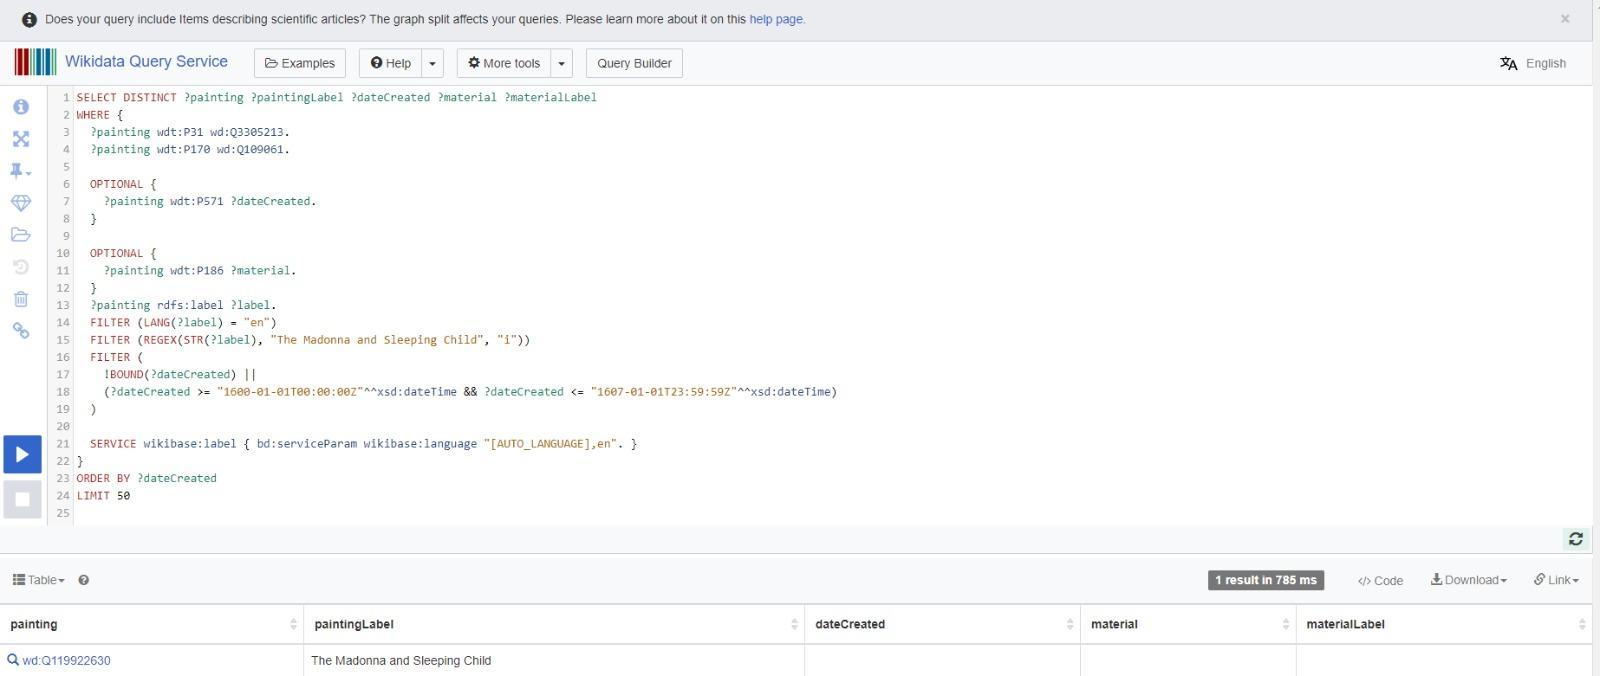 Does your query include Items describing scientific articles? The graph split affects your queries. Please learn more about it on this help page.
Wikidata Query Service
Examples
Help
More tools
Query Builder
English
1 SELECT DISTINCT ?painting ?paintingLabel ?dateCreated ?material ?materialLabel
2 WHERE {
3 ?painting wdt:P31 wd:Q3305213.
4 ?painting wdt:P170 wd:Q109061.
5
6 OPTIONAL {
7 ?painting wdt:P571 ?dateCreated.
8 }
9
10 OPTIONAL {
11 ?painting wdt:P186 ?material.
12 }
13 ?painting rdfs:label ?label.
14 FILTER (LANG(?label) = "en")
15 FILTER (REGEX(STR(?label), "The Madonna and Sleeping Child", "i"))
16 FILTER (
17 !BOUND(?dateCreated) ||
18 (?dateCreated >= "1600-01-01T00:00:00Z"^^xsd:dateTime && ?dateCreated <= "1607-01-01T23:59:59Z"^^xsd:dateTime)
19 )
20
21 SERVICE wikibase:label { bd:serviceParam wikibase:language "[AUTO_LANGUAGE],en". }
22 }
23 ORDER BY ?dateCreated
24 LIMIT 50
25
Table
1 result in 785 ms
</> Code
Download
Link
painting paintingLabel dateCreated material materialLabel
wd:Q119922630 The Madonna and Sleeping Child